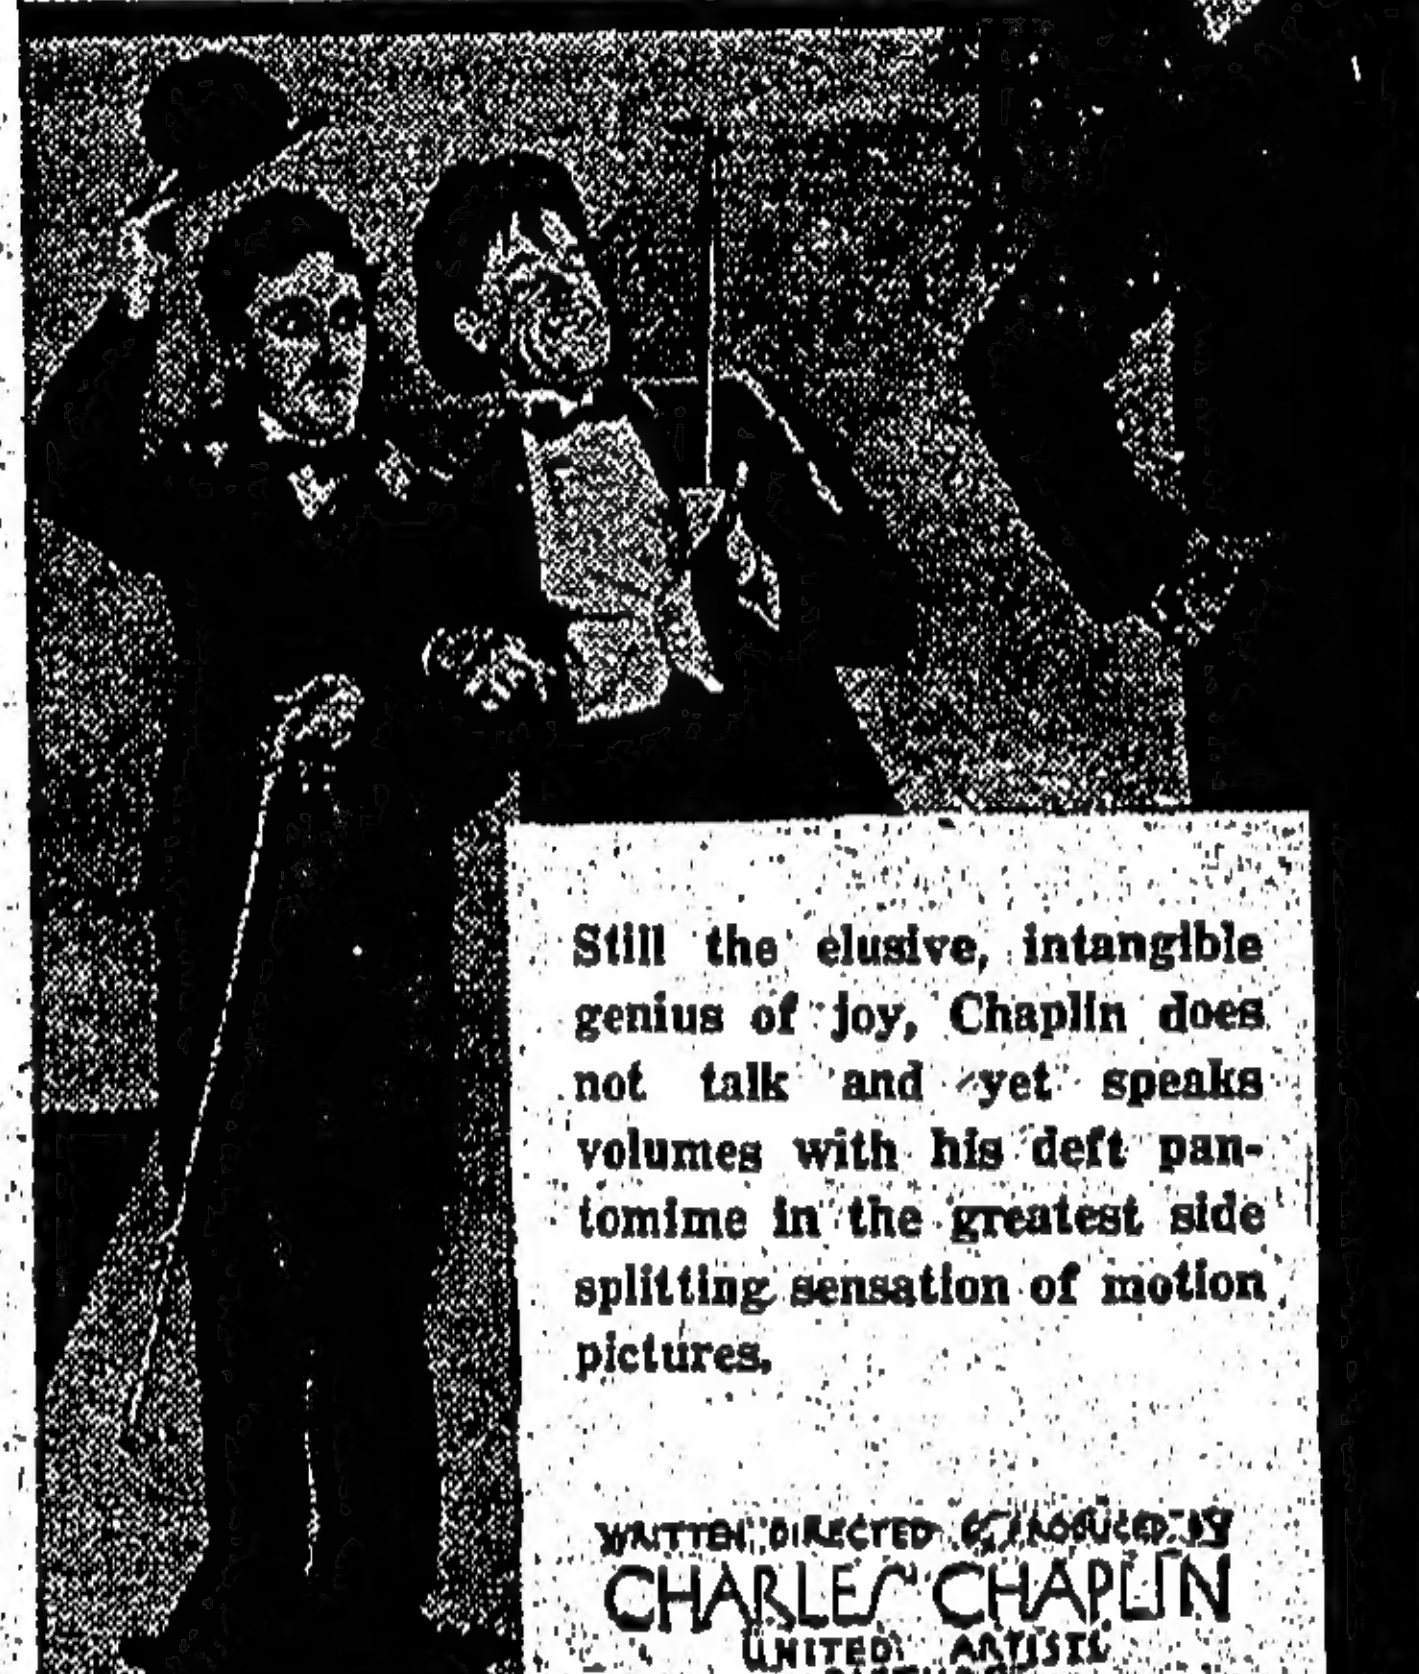 Still the elusive, intangible
genius of joy, Chaplin does
not talk and yet speaks
volumes with his deft pan-
tomime in the greatest side
splitting sensation of motion
pictures.
WRITTEN, DIRECTED & PRODUCED BY
CHARLES CHAPLIN
UNITED ARTISTS